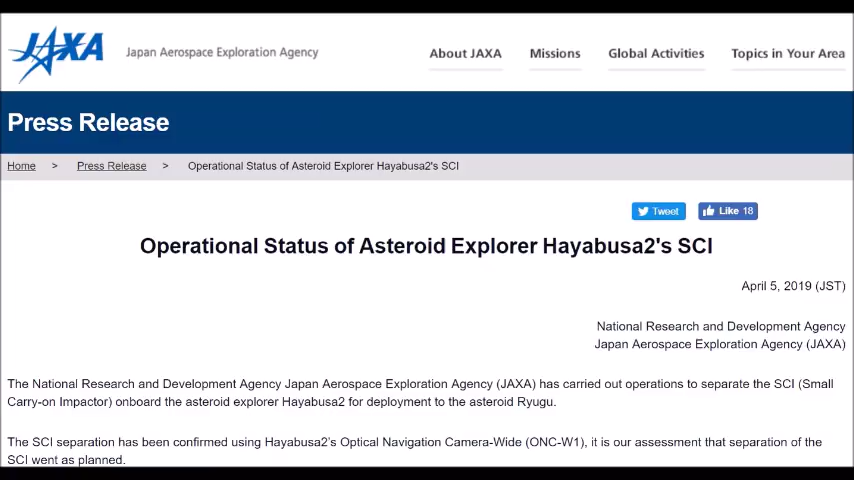 JAXA
Japan Aerospace Exploration Agency
About JAXA
Missions
Global Activities
Topics in Your Area
Press Release
Home > Press Release > Operational Status of Asteroid Explorer Hayabusa2's SCI
Tweet
Like 18
Operational Status of Asteroid Explorer Hayabusa2's SCI
April 5, 2019 (JST)
National Research and Development Agency
Japan Aerospace Exploration Agency (JAXA)
The National Research and Development Agency Japan Aerospace Exploration Agency (JAXA) has carried out operations to separate the SCI (Small
Carry-on Impactor) onboard the asteroid explorer Hayabusa2 for deployment to the asteroid Ryugu.
The SCI separation has been confirmed using Hayabusa2’s Optical Navigation Camera-Wide (ONC-W1), it is our assessment that separation of the
SCI went as planned.